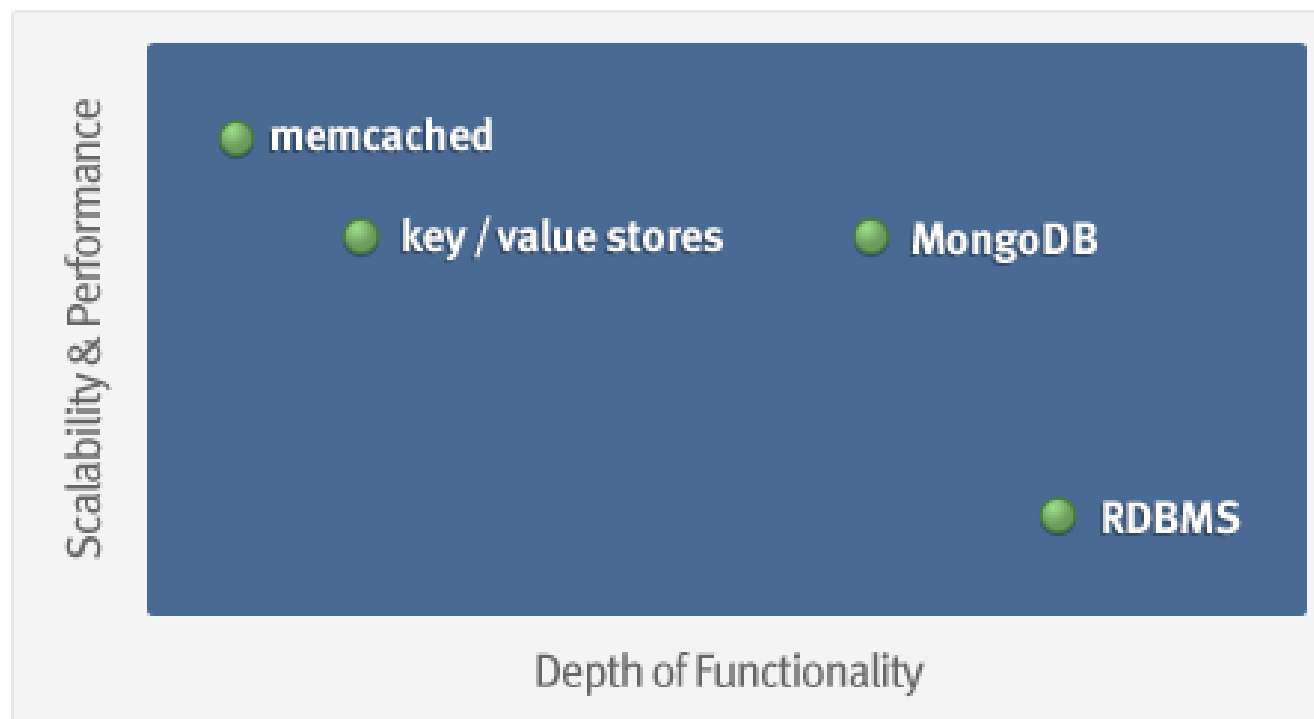 Scalability & Performance
memcached
key / value stores
MongoDB
RDBMS
Depth of Functionality